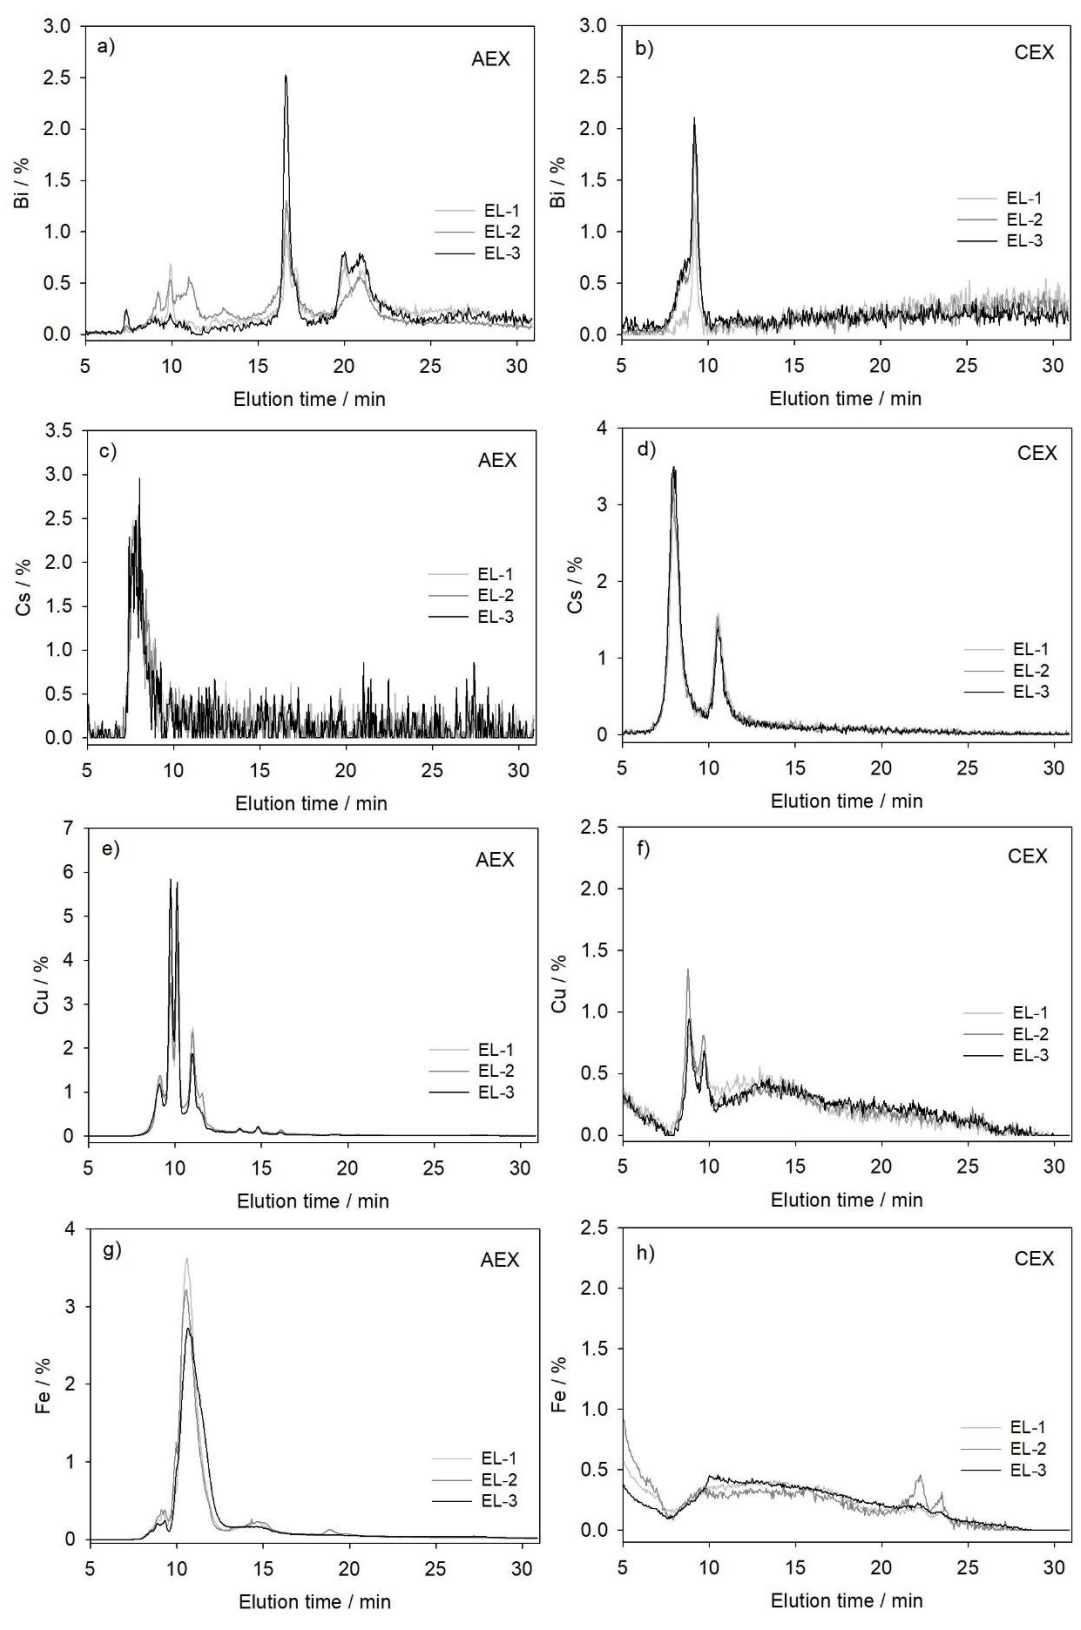 a)
AEX
Bi / %
3.0
2.5
2.0
1.5
1.0
0.5
0.0
EL-1
EL-2
EL-3
5 10 15 20 25 30
Elution time / min
b)
CEX
Bi / %
3.0
2.5
2.0
1.5
1.0
0.5
0.0
EL-1
EL-2
EL-3
5 10 15 20 25 30
Elution time / min
c)
AEX
Cs / %
3.5
3.0
2.5
2.0
1.5
1.0
0.5
0.0
EL-1
EL-2
EL-3
5 10 15 20 25 30
Elution time / min
d)
CEX
Cs / %
4
3
2
1
0
EL-1
EL-2
EL-3
5 10 15 20 25 30
Elution time / min
e)
AEX
Cu / %
7
6
5
4
3
2
1
0
EL-1
EL-2
EL-3
5 10 15 20 25 30
Elution time / min
f)
CEX
Cu / %
2.5
2.0
1.5
1.0
0.5
0.0
EL-1
EL-2
EL-3
5 10 15 20 25 30
Elution time / min
g)
AEX
Fe / %
4
3
2
1
0
EL-1
EL-2
EL-3
5 10 15 20 25 30
Elution time / min
h)
CEX
Fe / %
2.5
2.0
1.5
1.0
0.5
0.0
EL-1
EL-2
EL-3
5 10 15 20 25 30
Elution time / min